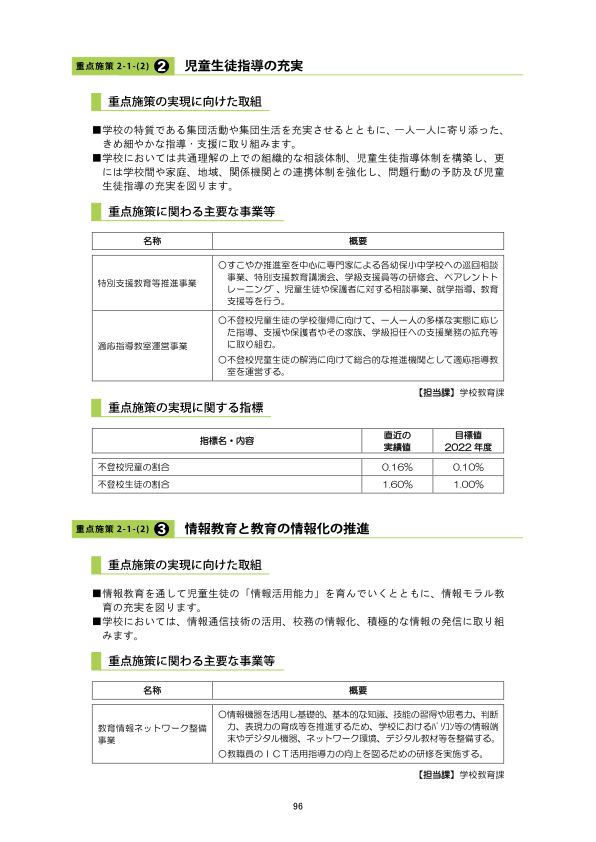 重点施策 2-1-(2) ❷ 児童生徒指導の充実
重点施策の実現に向けた取組
■学校の特質である集団活動や集団生活を充実させるとともに、一人一人に寄り添った、
きめ細やかな指導・支援に取り組みます。
■学校においては共通理解の上での組織的な相談体制、児童生徒指導体制を構築し、更
には学校間や家庭、地域、関係機関との連携体制を強化し、問題行動の予防及び児童
生徒指導の充実を図ります。
重点施策に関わる主要な事業等
名称 概要
特別支援教育等推進事業
○すこやか推進室を中心に専門家による各幼保小中学校への巡回相談
事業、特別支援教育講演会、学級支援員等の研修会、ペアレントト
レーニング 、児童生徒や保護者に対する相談事業、就学指導、教育
支援等を行う。
適応指導教室運営事業
○不登校児童生徒の学校復帰に向けて、一人一人の多様な実態に応じ
た指導、支援や保護者やその家族、学級担任への支援業務の拡充等
に取り組む。
○不登校児童生徒の解消に向けて総合的な推進機関として適応指導教
室を運営する。
【担当課】学校教育課
重点施策の実現に関する指標
指標名・内容 直近の 目標値
実績値 2022 年度
不登校児童の割合 0.16% 0.10%
不登校生徒の割合 1.60% 1.00%
重点施策 2-1-(2) ❸ 情報教育と教育の情報化の推進
重点施策の実現に向けた取組
■情報教育を通して児童生徒の「情報活用能力」を育んでいくとともに、情報モラル教
育の充実を図ります。
■学校においては、情報通信技術の活用、校務の情報化、積極的な情報の発信に取り組
みます。
重点施策に関わる主要な事業等
名称 概要
教育情報ネットワーク整備
事業
○情報機器を活用し基礎的、基本的な知識、技能の習得や思考力、判断
力、表現力の育成等を推進するため、学校におけるﾊﾟｿｺﾝ等の情報端
末やデジタル機器、ネットワーク環境、デジタル教材等を整備する。
○教職員のＩＣＴ活用指導力の向上を図るための研修を実施する。
【担当課】学校教育課
96